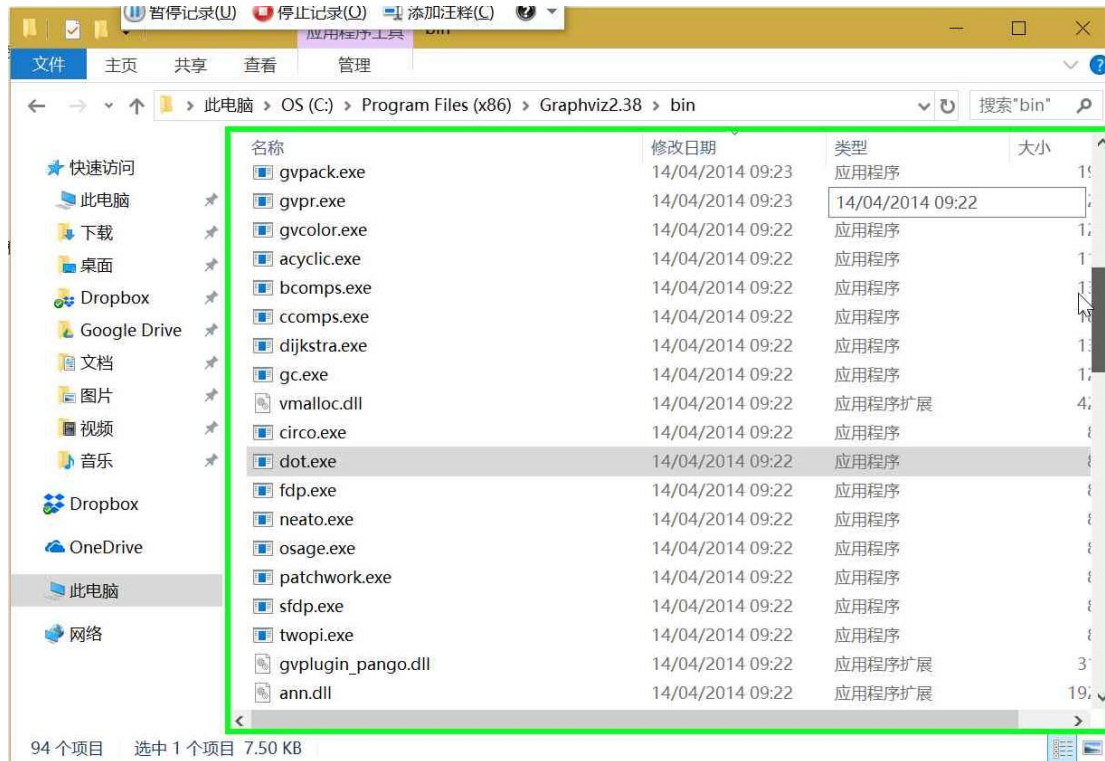 暂停记录(U) 停止记录(O) 添加注释(C)
应用程序工具 bin
文件 主页 共享 查看 管理
此电脑 › OS (C:) › Program Files (x86) › Graphviz2.38 › bin 搜索"bin"
名称 修改日期 类型 大小
快速访问
此电脑
下载
桌面
Dropbox
Google Drive
文档
图片
视频
音乐
Dropbox
OneDrive
此电脑
网络
gvpack.exe 14/04/2014 09:23 应用程序
gvpr.exe 14/04/2014 09:23 14/04/2014 09:22
gvcolor.exe 14/04/2014 09:22 应用程序
acyclic.exe 14/04/2014 09:22 应用程序
bcomps.exe 14/04/2014 09:22 应用程序
ccomps.exe 14/04/2014 09:22 应用程序
dijkstra.exe 14/04/2014 09:22 应用程序
gc.exe 14/04/2014 09:22 应用程序
vmalloc.dll 14/04/2014 09:22 应用程序扩展
circo.exe 14/04/2014 09:22 应用程序
dot.exe 14/04/2014 09:22 应用程序
fdp.exe 14/04/2014 09:22 应用程序
neato.exe 14/04/2014 09:22 应用程序
osage.exe 14/04/2014 09:22 应用程序
patchwork.exe 14/04/2014 09:22 应用程序
sfdp.exe 14/04/2014 09:22 应用程序
twopi.exe 14/04/2014 09:22 应用程序
gvplugin_pango.dll 14/04/2014 09:22 应用程序扩展
ann.dll 14/04/2014 09:22 应用程序扩展
94 个项目 选中 1 个项目 7.50 KB